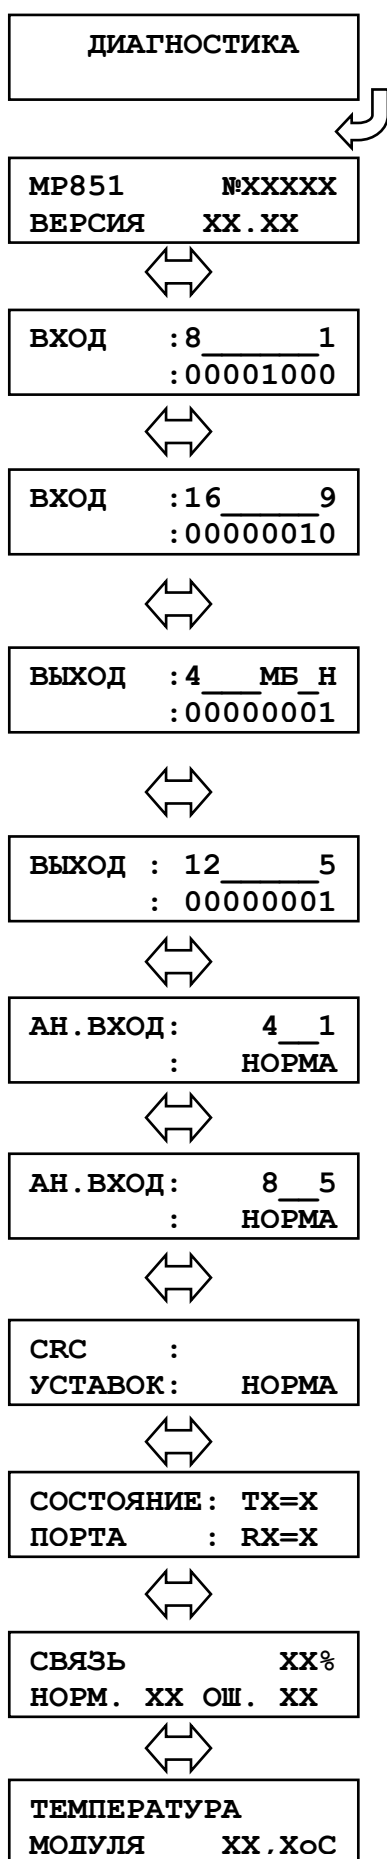 ДИАГНОСТИКА
МР851 №XXXXX
ВЕРСИЯ XX.XX
ВХОД :8______1
:00001000
ВХОД :16_____9
:00000010
ВЫХОД :4___МБ_Н
:00000001
ВЫХОД : 12_____5
: 00000001
АН.ВХОД: 4__1
: НОРМА
АН.ВХОД: 8__5
: НОРМА
CRC :
УСТАВОК: НОРМА
СОСТОЯНИЕ: TX=X
ПОРТА : RX=X
СВЯЗЬ XX%
НОРМ. XX ОШ. XX
ТЕМПЕРАТУРА
МОДУЛЯ XX,XoC